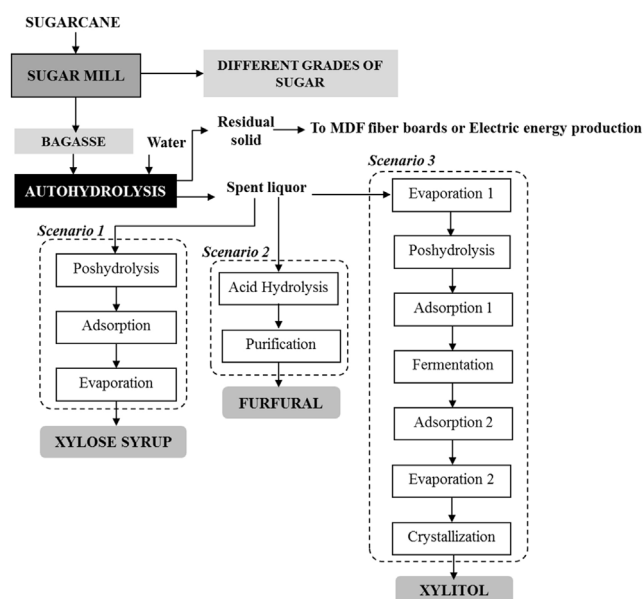 SUGARCANE
SUGAR MILL
DIFFERENT GRADES OF
SUGAR
BAGASSE
Water
Residual
solid
To MDF fiber boards or Electric energy production
AUTOHYDROLYSIS
Spent liquor
Scenario 1
Poshydrolysis
Adsorption
Evaporation
XYLOSE SYRUP
Scenario 2
Acid Hydrolysis
Purification
FURFURAL
Scenario 3
Evaporation 1
Poshydrolysis
Adsorption 1
Fermentation
Adsorption 2
Evaporation 2
Crystallization
XYLITOL